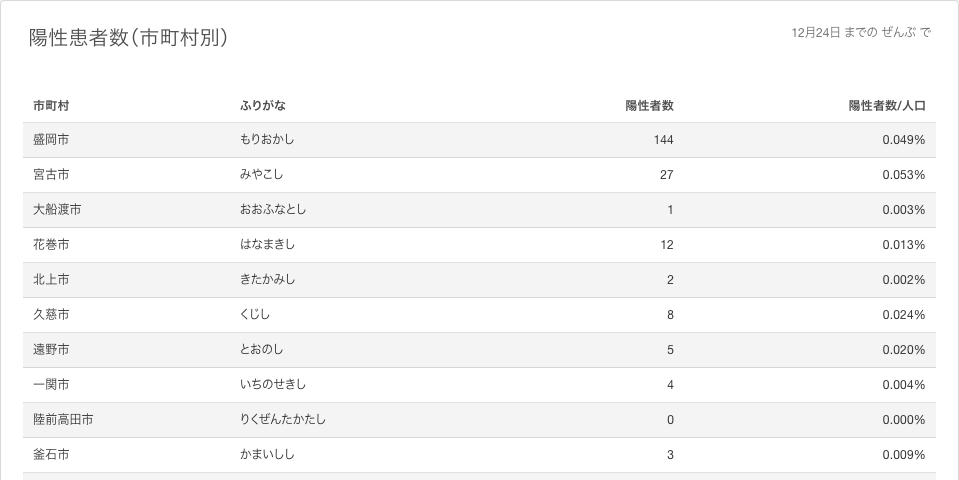 陽性患者数（市町村別）
12月24日 までの ぜんぶ で
市町村 ふりがな 陽性者数 陽性者数/人口
盛岡市 もりおかし 144 0.049%
宮古市 みやこし 27 0.053%
大船渡市 おおふなとし 1 0.003%
花巻市 はなまきし 12 0.013%
北上市 きたかみし 2 0.002%
久慈市 くじし 8 0.024%
遠野市 とおのし 5 0.020%
一関市 いちのせきし 4 0.004%
陸前高田市 りくぜんたかたし 0 0.000%
釜石市 かまいしし 3 0.009%